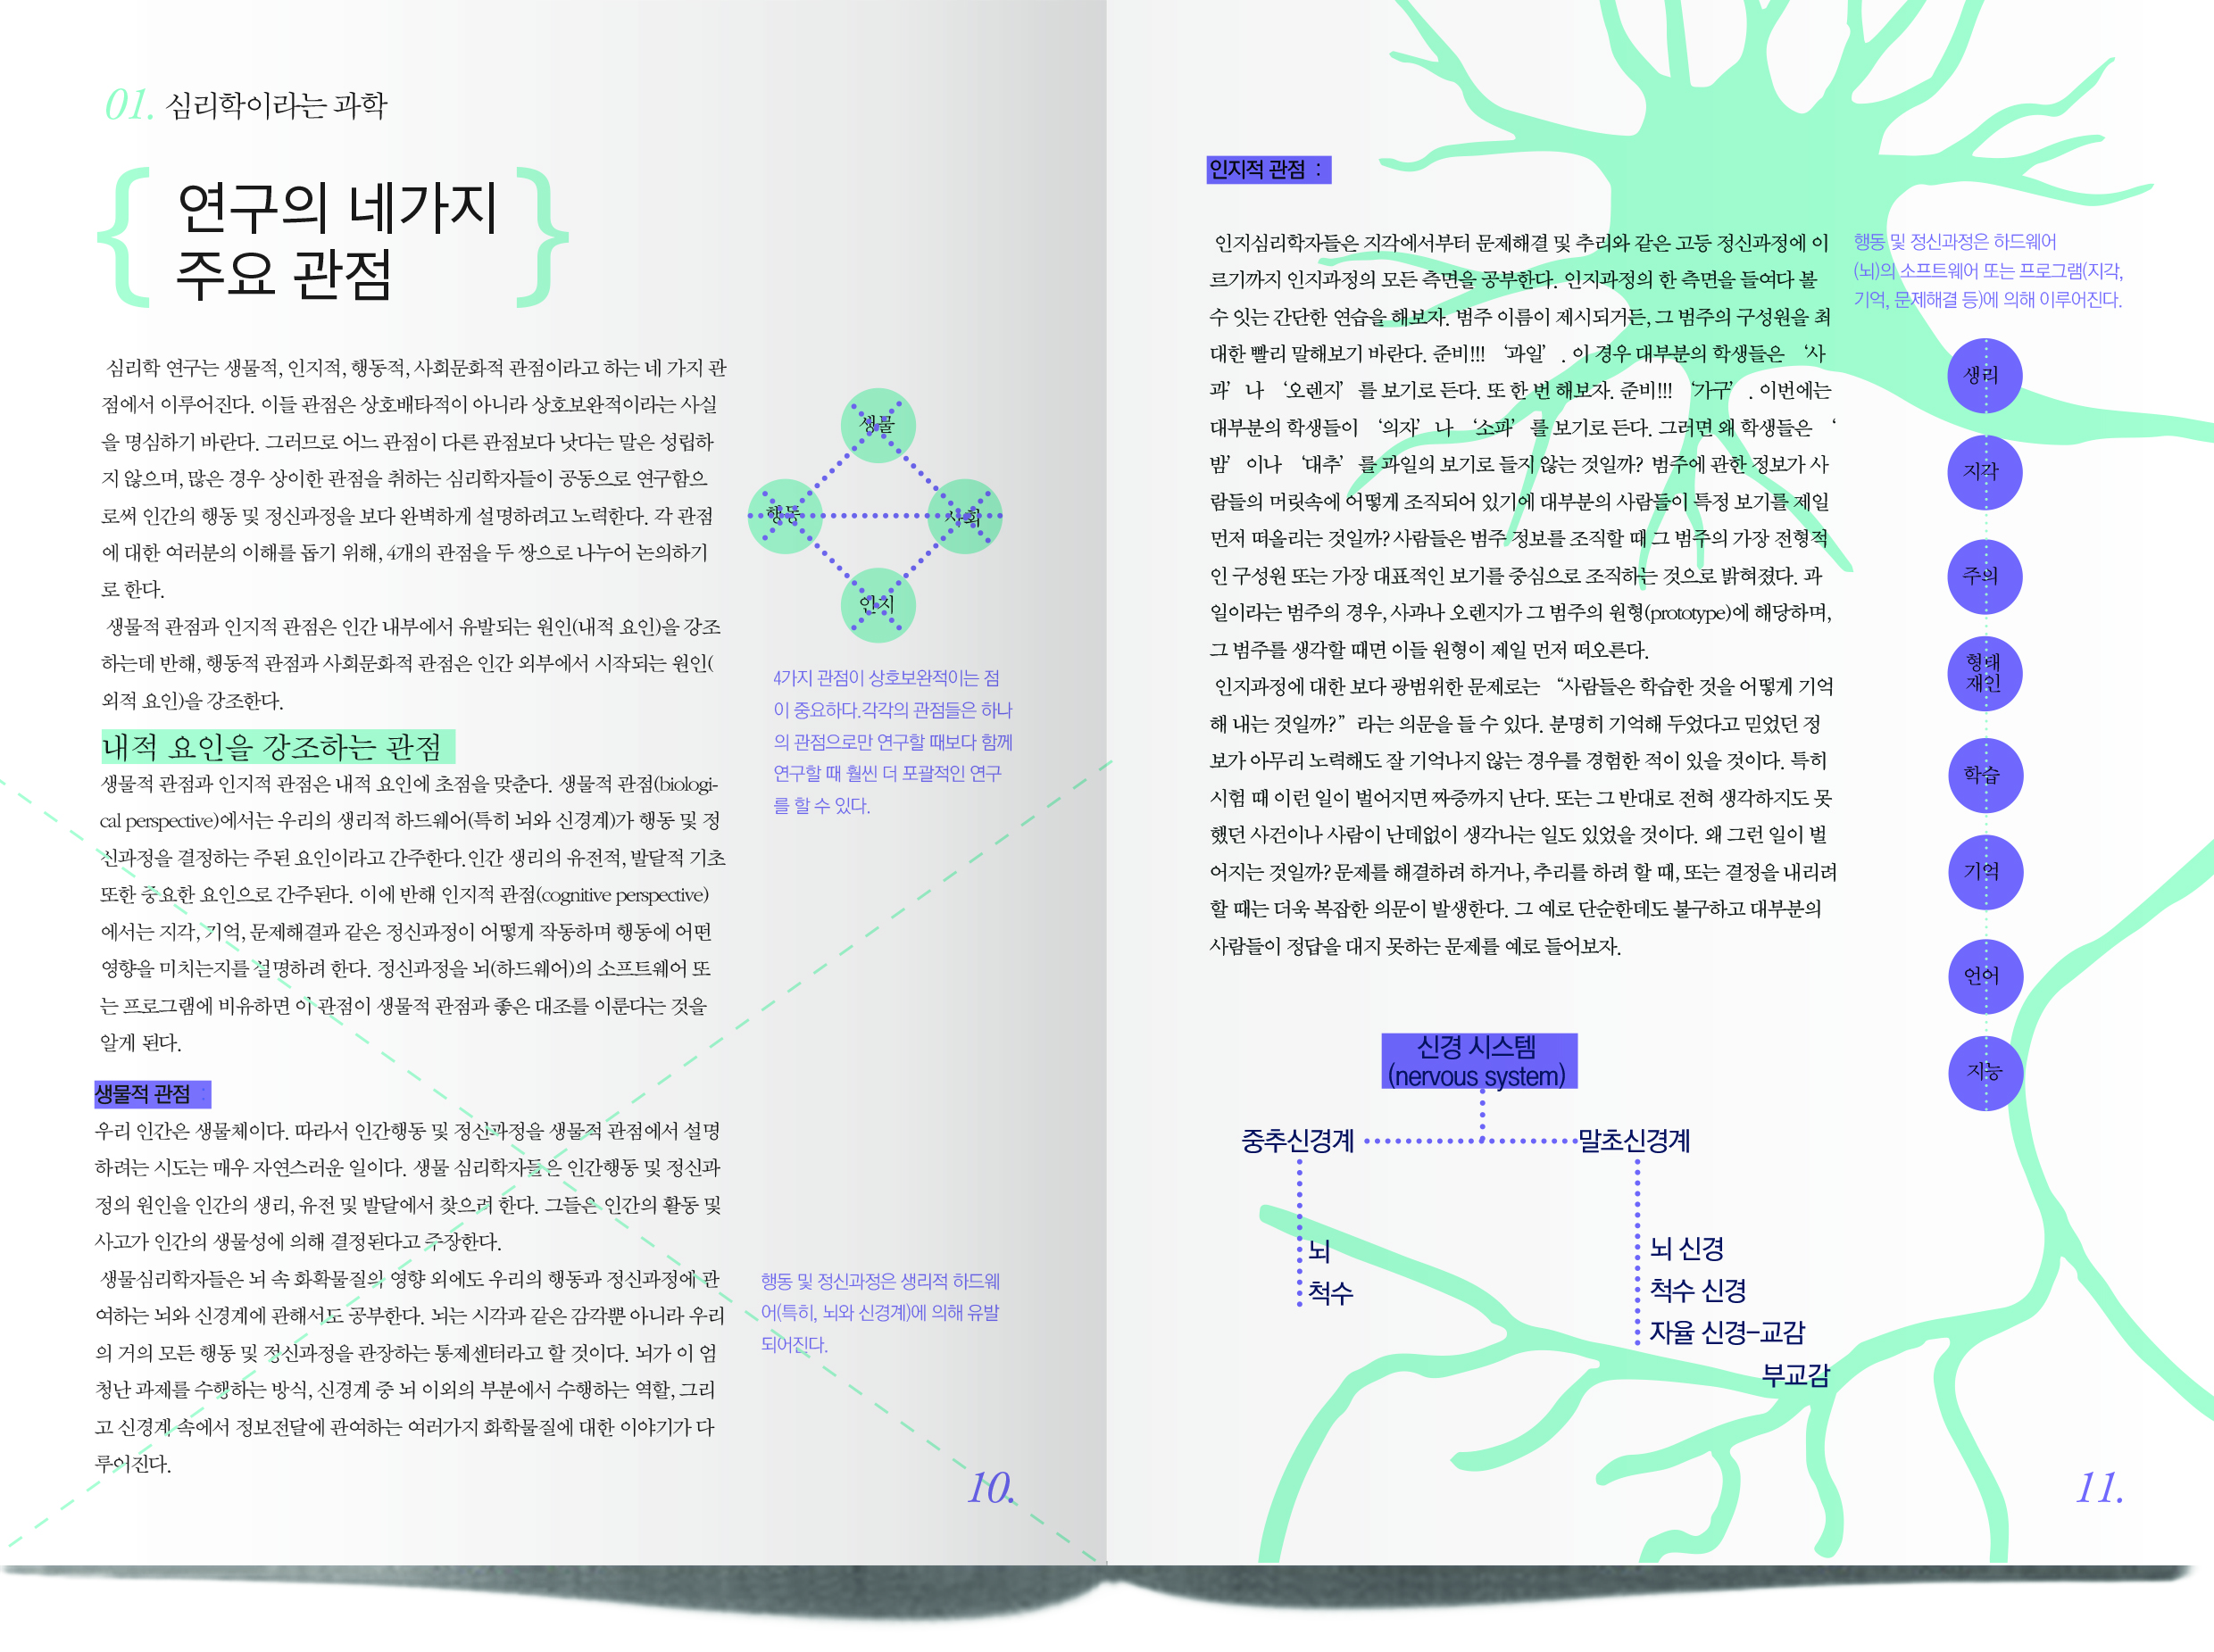 01. 심리학이라는 과학
{ 연구의 네가지
주요 관점 }
심리학 연구는 생물적, 인지적, 행동적, 사회문화적 관점이라고 하는 네 가지 관
점에서 이루어진다. 이들 관점은 상호배타적이 아니라 상호보완적이라는 사실
을 명심하기 바란다. 그러므로 어느 관점이 다른 관점보다 낫다는 말은 성립하
지 않으며, 많은 경우 상이한 관점을 취하는 심리학자들이 공동으로 연구함으
로써 인간의 행동 및 정신과정을 보다 완벽하게 설명하려고 노력한다. 각 관점
에 대한 여러분의 이해를 돕기 위해, 4개의 관점을 두 쌍으로 나누어 논의하기
로 한다.
생물적 관점과 인지적 관점은 인간 내부에서 유발되는 원인(내적 요인)을 강조
하는데 반해, 행동적 관점과 사회문화적 관점은 인간 외부에서 시작되는 원인(
외적 요인)을 강조한다.
내적 요인을 강조하는 관점
생물적 관점과 인지적 관점은 내적 요인에 초점을 맞춘다. 생물적 관점(biologi-
cal perspective)에서는 우리의 생리적 하드웨어(특히 뇌와 신경계)가 행동 및 정
신과정을 결정하는 주된 요인이라고 간주한다.인간 생리의 유전적, 발달적 기초
또한 중요한 요인으로 간주된다. 이에 반해 인지적 관점(cognitive perspective)
에서는 지각, 기억, 문제해결과 같은 정신과정이 어떻게 작동하며 행동에 어떤
영향을 미치는지를 설명하려 한다. 정신과정을 뇌(하드웨어)의 소프트웨어 또
는 프로그램에 비유하면 이 관점이 생물적 관점과 좋은 대조를 이룬다는 것을
알게 된다.
생물적 관점 :
우리 인간은 생물체이다. 따라서 인간행동 및 정신과정을 생물적 관점에서 설명
하려는 시도는 매우 자연스러운 일이다. 생물 심리학자들은 인간행동 및 정신과
정의 원인을 인간의 생리, 유전 및 발달에서 찾으려 한다. 그들은 인간의 활동 및
사고가 인간의 생물성에 의해 결정된다고 주장한다.
생물심리학자들은 뇌 속 화확물질의 영향 외에도 우리의 행동과 정신과정에 관
여하는 뇌와 신경계에 관해서도 공부한다. 뇌는 시각과 같은 감각뿐 아니라 우리
의 거의 모든 행동 및 정신과정을 관장하는 통제센터라고 할 것이다. 뇌가 이 엄
청난 과제를 수행하는 방식, 신경계 중 뇌 이외의 부분에서 수행하는 역할, 그리
고 신경계 속에서 정보전달에 관여하는 여러가지 화학물질에 대한 이야기가 다
루어진다.
생물
행동
사회
인지
4가지 관점이 상호보완적이는 점
이 중요하다.각각의 관점들은 하나
의 관점으로만 연구할 때보다 함께
연구할 때 훨씬 더 포괄적인 연구
를 할 수 있다.
행동 및 정신과정은 생리적 하드웨
어(특히, 뇌와 신경계)에 의해 유발
되어진다.
10.
인지적 관점 :
인지심리학자들은 지각에서부터 문제해결 및 추리와 같은 고등 정신과정에 이
르기까지 인지과정의 모든 측면을 공부한다. 인지과정의 한 측면을 들여다 볼
수 잇는 간단한 연습을 해보자. 범주 이름이 제시되거든, 그 범주의 구성원을 최
대한 빨리 말해보기 바란다. 준비!!! ‘과일’. 이 경우 대부분의 학생들은 ‘사
과’나 ‘오렌지’를 보기로 든다. 또 한 번 해보자. 준비!!! ‘가구’. 이번에는
대부분의 학생들이 ‘의자’나 ‘소파’를 보기로 든다. 그러면 왜 학생들은 ‘
밤’이나 ‘대추’를 과일의 보기로 들지 않는 것일까? 범주에 관한 정보가 사
람들의 머릿속에 어떻게 조직되어 있기에 대부분의 사람들이 특정 보기를 제일
먼저 떠올리는 것일까? 사람들은 범주 정보를 조직할 때 그 범주의 가장 전형적
인 구성원 또는 가장 대표적인 보기를 중심으로 조직하는 것으로 밝혀졌다. 과
일이라는 범주의 경우, 사과나 오렌지가 그 범주의 원형(prototype)에 해당하며,
그 범주를 생각할 때면 이들 원형이 제일 먼저 떠오른다.
인지과정에 대한 보다 광범위한 문제로는 “사람들은 학습한 것을 어떻게 기억
해 내는 것일까?”라는 의문을 들 수 있다. 분명히 기억해 두었다고 믿었던 정
보가 아무리 노력해도 잘 기억나지 않는 경우를 경험한 적이 있을 것이다. 특히
시험 때 이런 일이 벌어지면 짜증까지 난다. 또는 그 반대로 전혀 생각하지도 못
했던 사건이나 사람이 난데없이 생각나는 일도 있었을 것이다. 왜 그런 일이 벌
어지는 것일까? 문제를 해결하려 하거나, 추리를 하려 할 때, 또는 결정을 내리려
할 때는 더욱 복잡한 의문이 발생한다. 그 예로 단순한데도 불구하고 대부분의
사람들이 정답을 대지 못하는 문제를 예로 들어보자.
행동 및 정신과정은 하드웨어
(뇌)의 소프트웨어 또는 프로그램(지각,
기억, 문제해결 등)에 의해 이루어진다.
생리
지각
주의
형태
재인
학습
기억
언어
지능
신경 시스템
(nervous system)
중추신경계
말초신경계
뇌
척수
뇌 신경
척수 신경
자율 신경-교감
부교감
11.